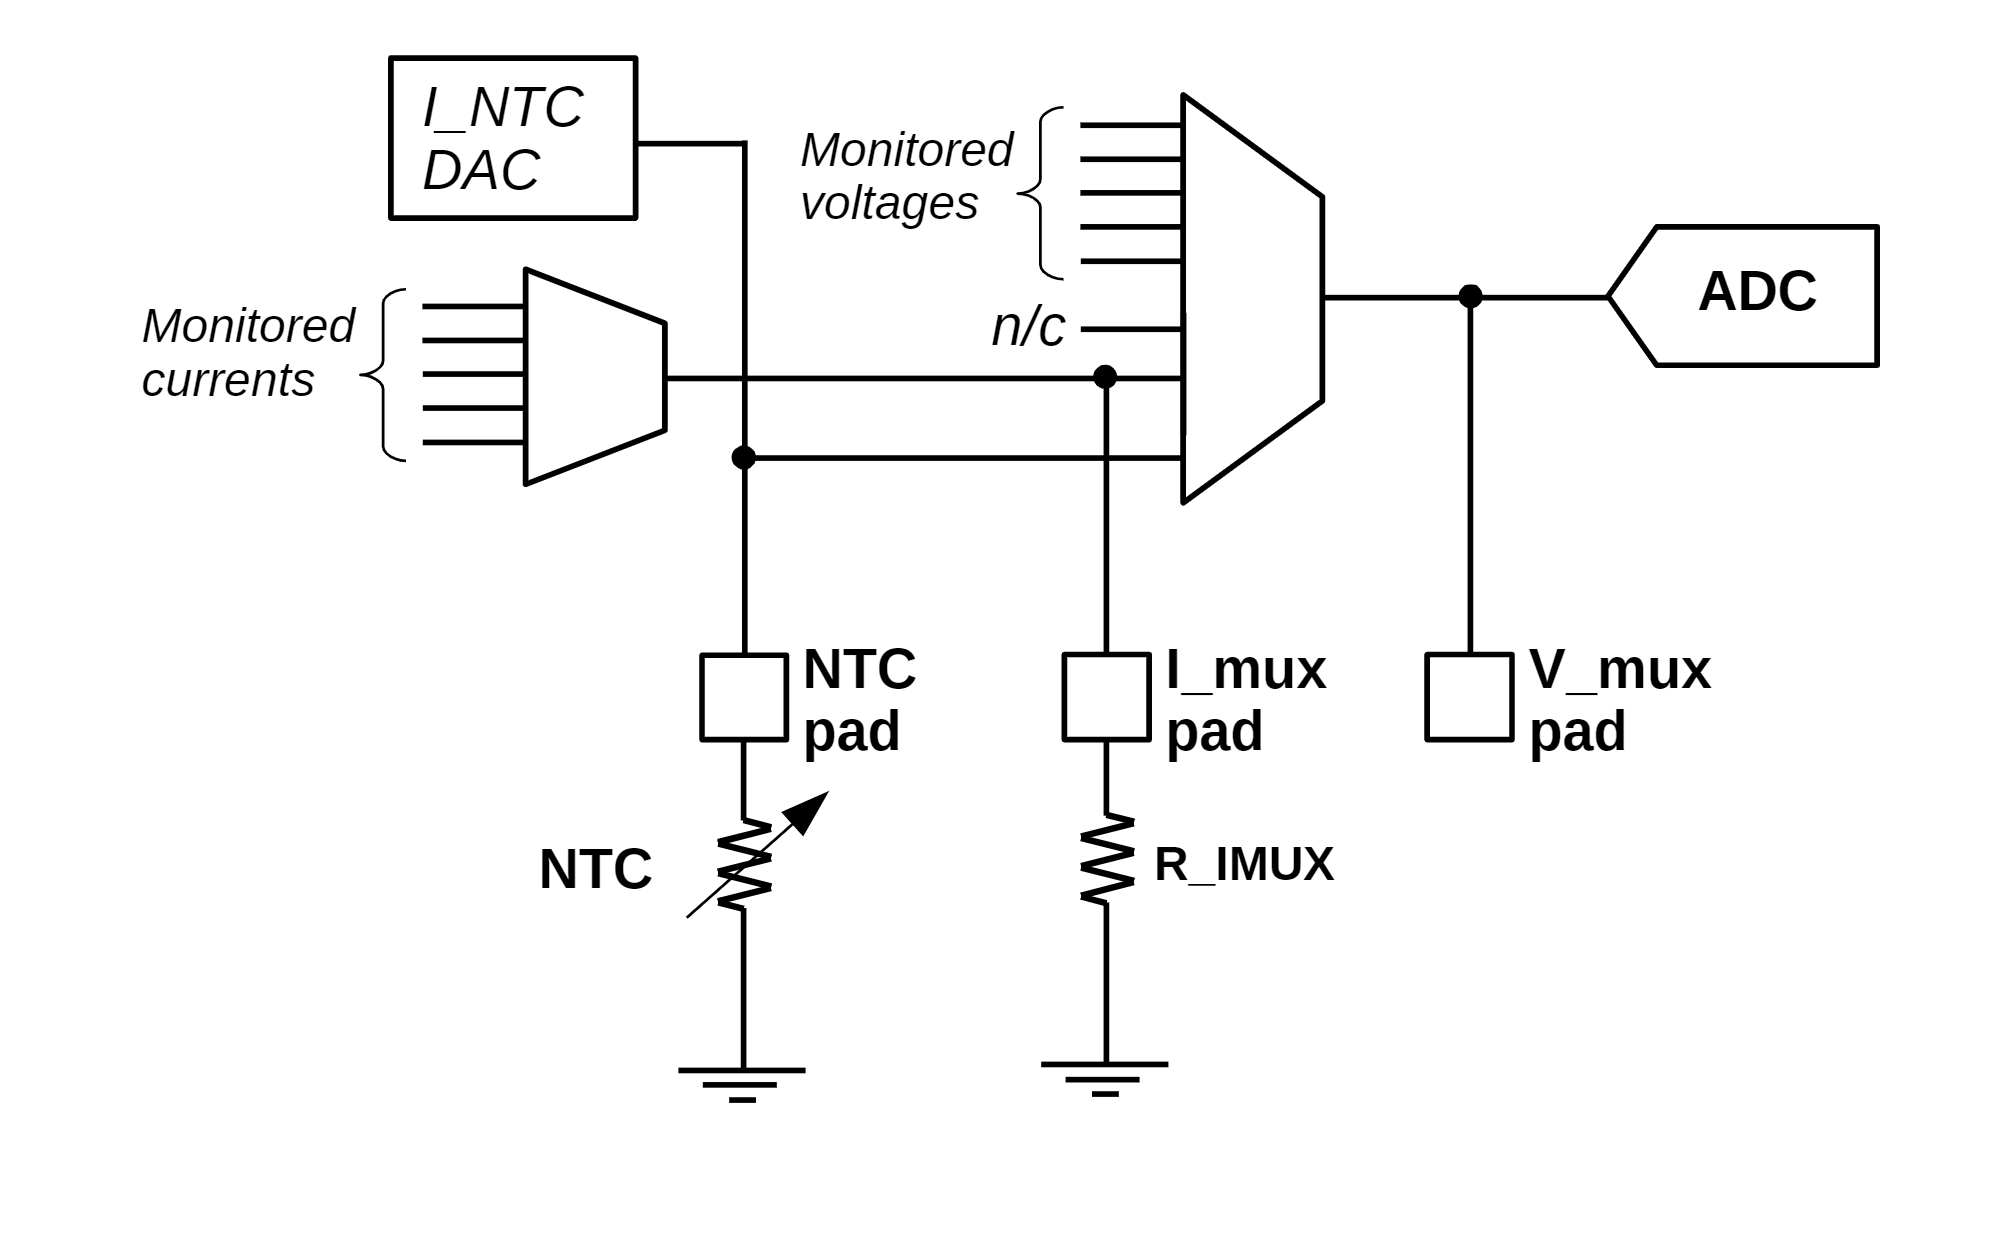 I_NTC
DAC
Monitored
voltages
ADC
Monitored
currents
n/c
NTC
pad
I_mux
pad
V_mux
pad
NTC
R_IMUX